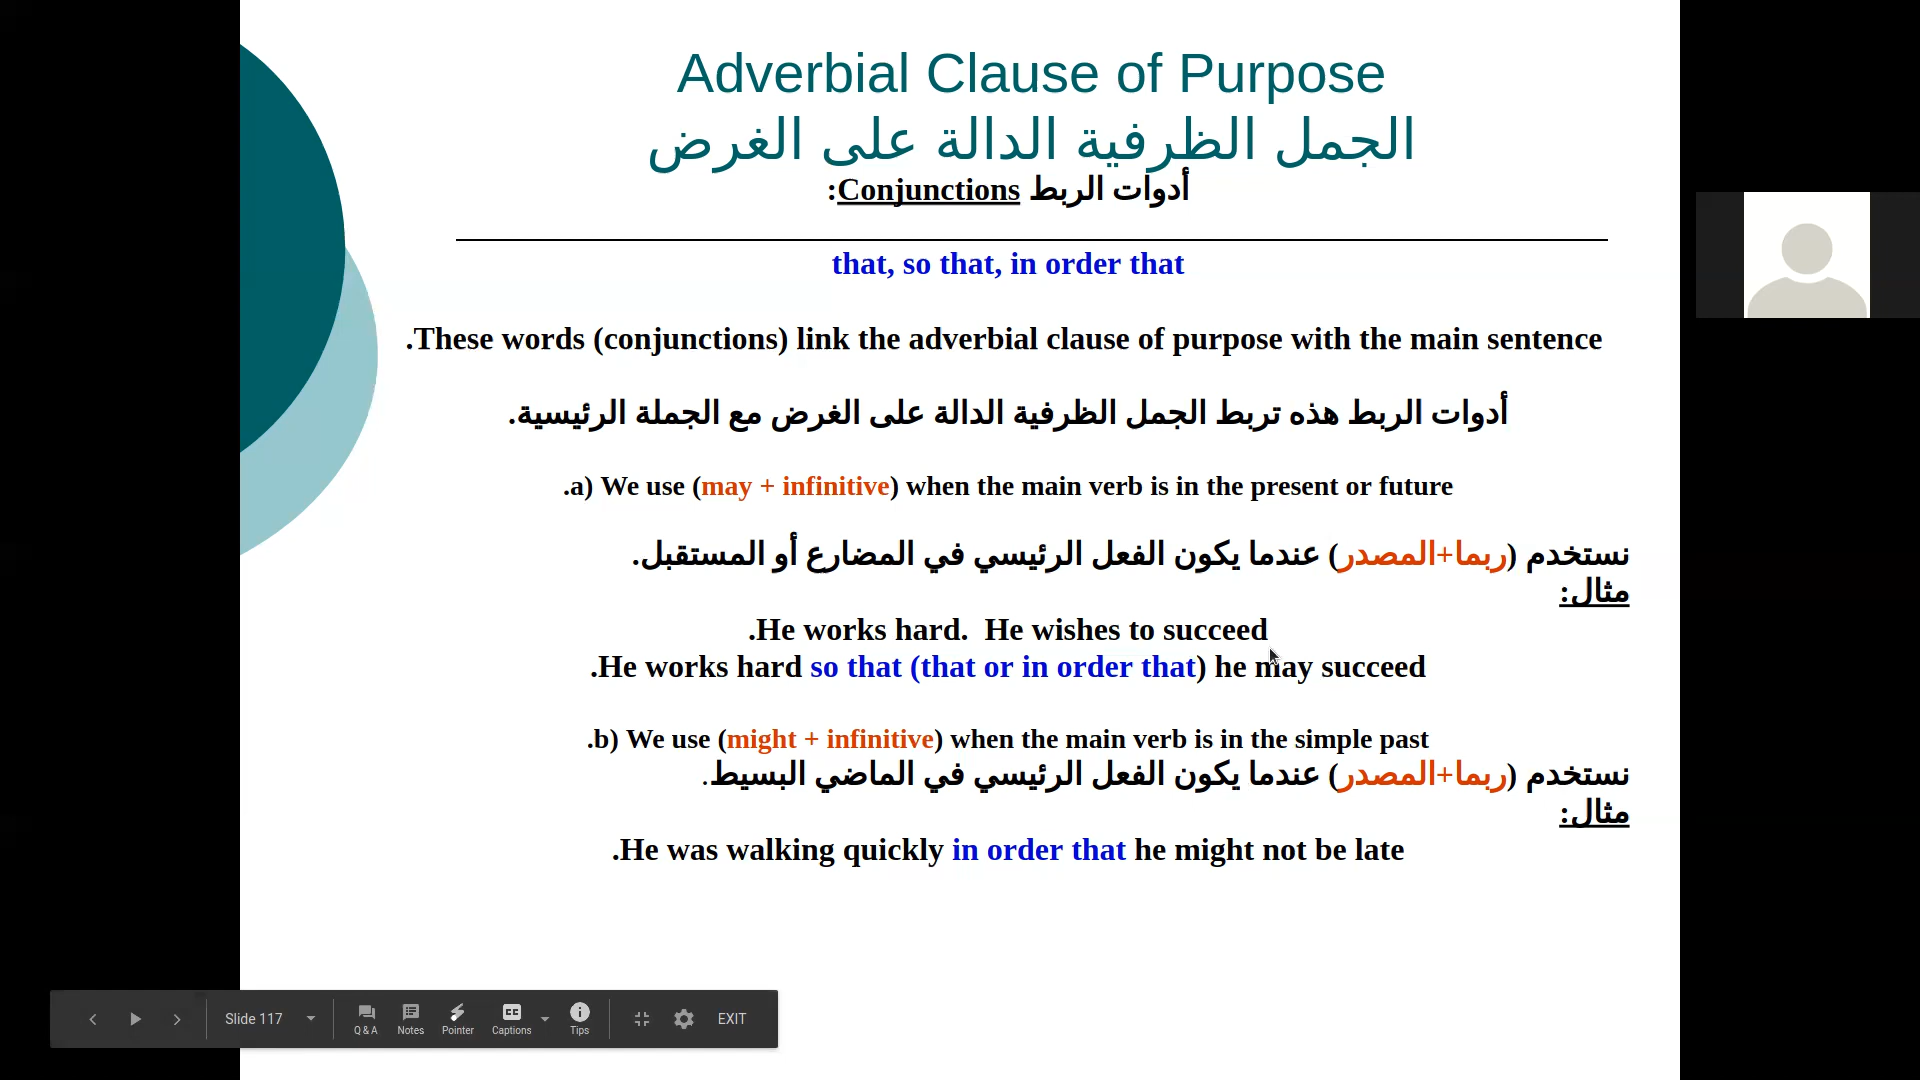 Adverbial Clause of Purpose
الجمل الظرفية الدالة على الغرض
أدوات الربط Conjunctions:
that, so that, in order that
.These words (conjunctions) link the adverbial clause of purpose with the main sentence
أدوات الربط هذه تربط الجمل الظرفية الدالة على الغرض مع الجملة الرئيسية.
.a) We use (may + infinitive) when the main verb is in the present or future
نستخدم (ربما+المصدر) عندما يكون الفعل الرئيسي في المضارع أو المستقبل.
مثال:
.He works hard.  He wishes to succeed
.He works hard so that (that or in order that) he may succeed
.b) We use (might + infinitive) when the main verb is in the simple past
نستخدم (ربما+المصدر) عندما يكون الفعل الرئيسي في الماضي البسيط.
مثال:
.He was walking quickly in order that he might not be late
Slide 117 Q & A Notes Pointer Captions Tips EXIT